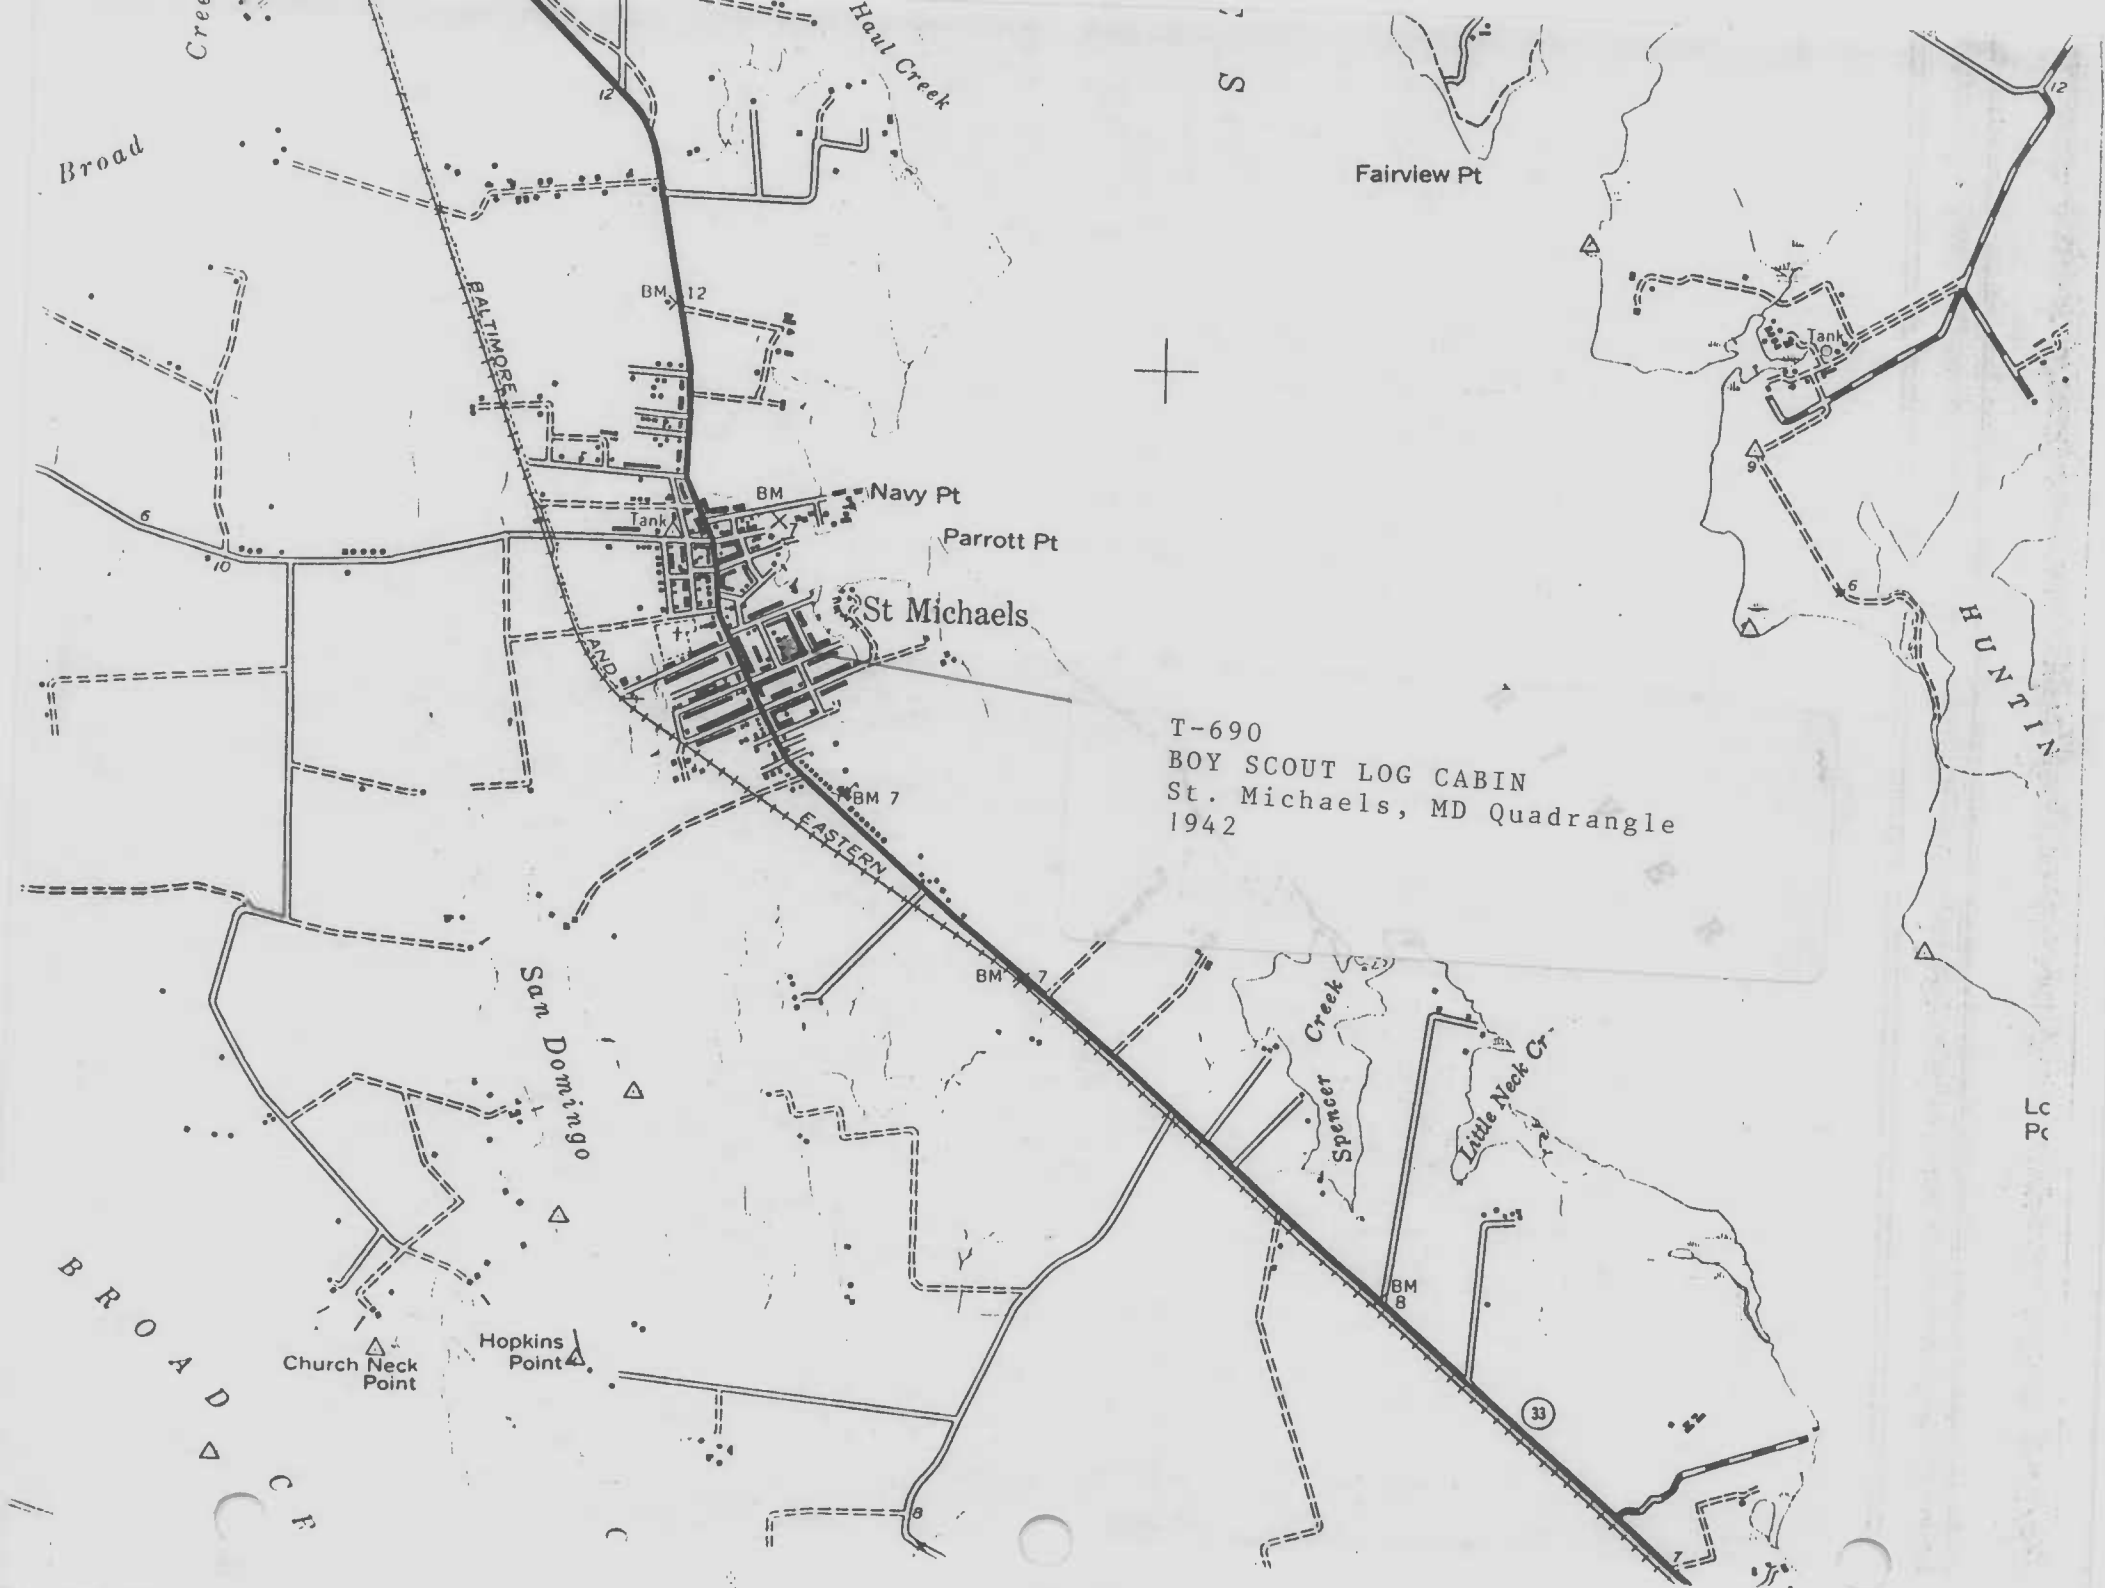 Haul Creek
S
12
12
Broad
Fairview Pt
F
BM 12
Tank
BALTIMORE
9
BM
Navy Pt
Tank
7
6
10
Parrott Pt
6
St Michaels
HUNTIN
AND
T-690
BOY SCOUT LOG CABIN
St. Michaels, MD Quadrangle
1942
BM 7
EASTERN
E
R
BM 7
San Domingo
Spencer Creek
Little Neck Cr
BROAD
CR
BM
8
Church Neck
Point
Hopkins
Point
33
8
7